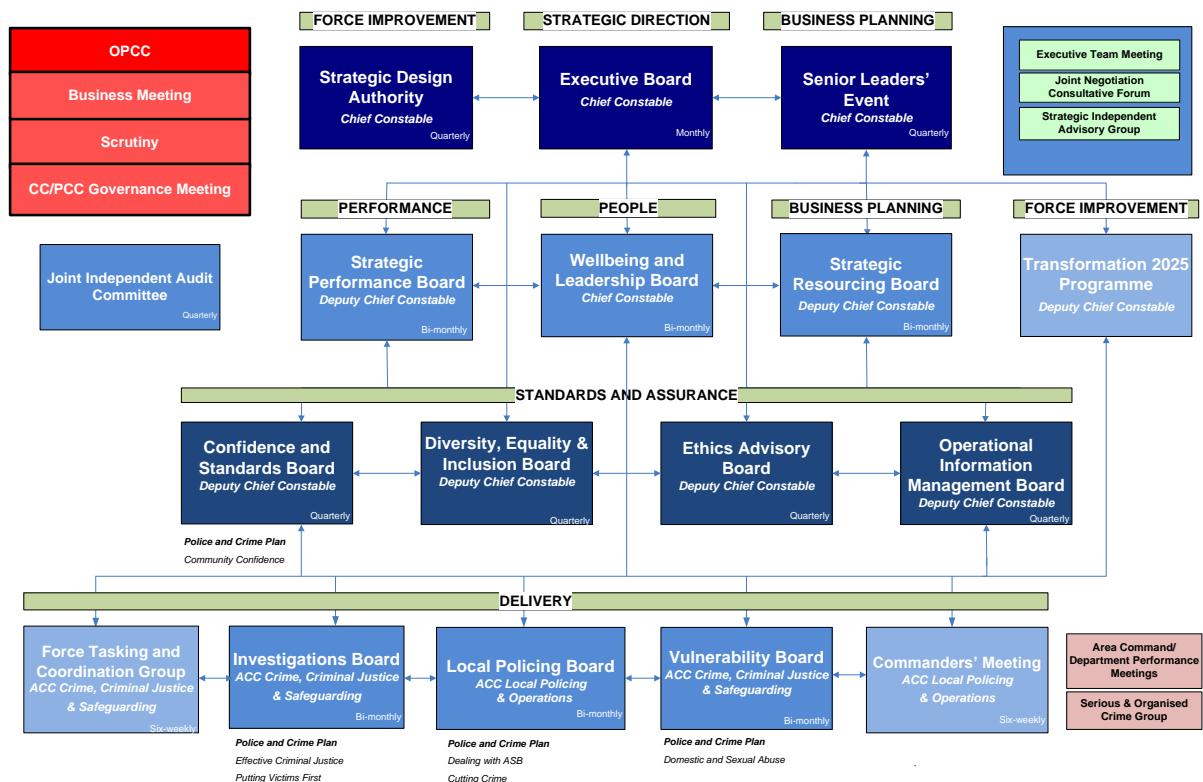 FORCE IMPROVEMENT
STRATEGIC DIRECTION
BUSINESS PLANNING
OPCC
Business Meeting
Scrutiny
CC/PCC Governance Meeting
Strategic Design
Authority
Chief Constable
Quarterly
Executive Board
Chief Constable
Monthly
Senior Leaders'
Event
Chief Constable
Quarterly
Executive Team Meeting
Joint Negotiation
Consultative Forum
Strategic Independent
Advisory Group
PERFORMANCE
PEOPLE
BUSINESS PLANNING
FORCE IMPROVEMENT
Joint Independent Audit
Committee
Quarterly
Strategic
Performance Board
Deputy Chief Constable
Bi-monthly
Wellbeing and
Leadership Board
Chief Constable
Bi-monthly
Strategic
Resourcing Board
Deputy Chief Constable
Bi-monthly
Transformation 2025
Programme
Deputy Chief Constable
STANDARDS AND ASSURANCE
Confidence and
Standards Board
Deputy Chief Constable
Quarterly
Diversity, Equality &
Inclusion Board
Deputy Chief Constable
Quarterly
Ethics Advisory
Board
Deputy Chief Constable
Quarterly
Operational
Information
Management Board
Deputy Chief Constable
Quarterly
Police and Crime Plan
Community Confidence
DELIVERY
Force Tasking and
Coordination Group
ACC Crime, Criminal Justice
& Safeguarding
Six-weekly
Investigations Board
ACC Crime, Criminal Justice
& Safeguarding
Bi-monthly
Local Policing Board
ACC Local Policing
& Operations
Bi-monthly
Vulnerability Board
ACC Crime, Criminal Justice
& Safeguarding
Bi-monthly
Commanders' Meeting
ACC Local Policing
& Operations
Six-weekly
Area Command/
Department Performance
Meetings
Serious & Organised
Crime Group
Police and Crime Plan
Effective Criminal Justice
Putting Victims First
Police and Crime Plan
Dealing with ASB
Cutting Crime
Police and Crime Plan
Domestic and Sexual Abuse